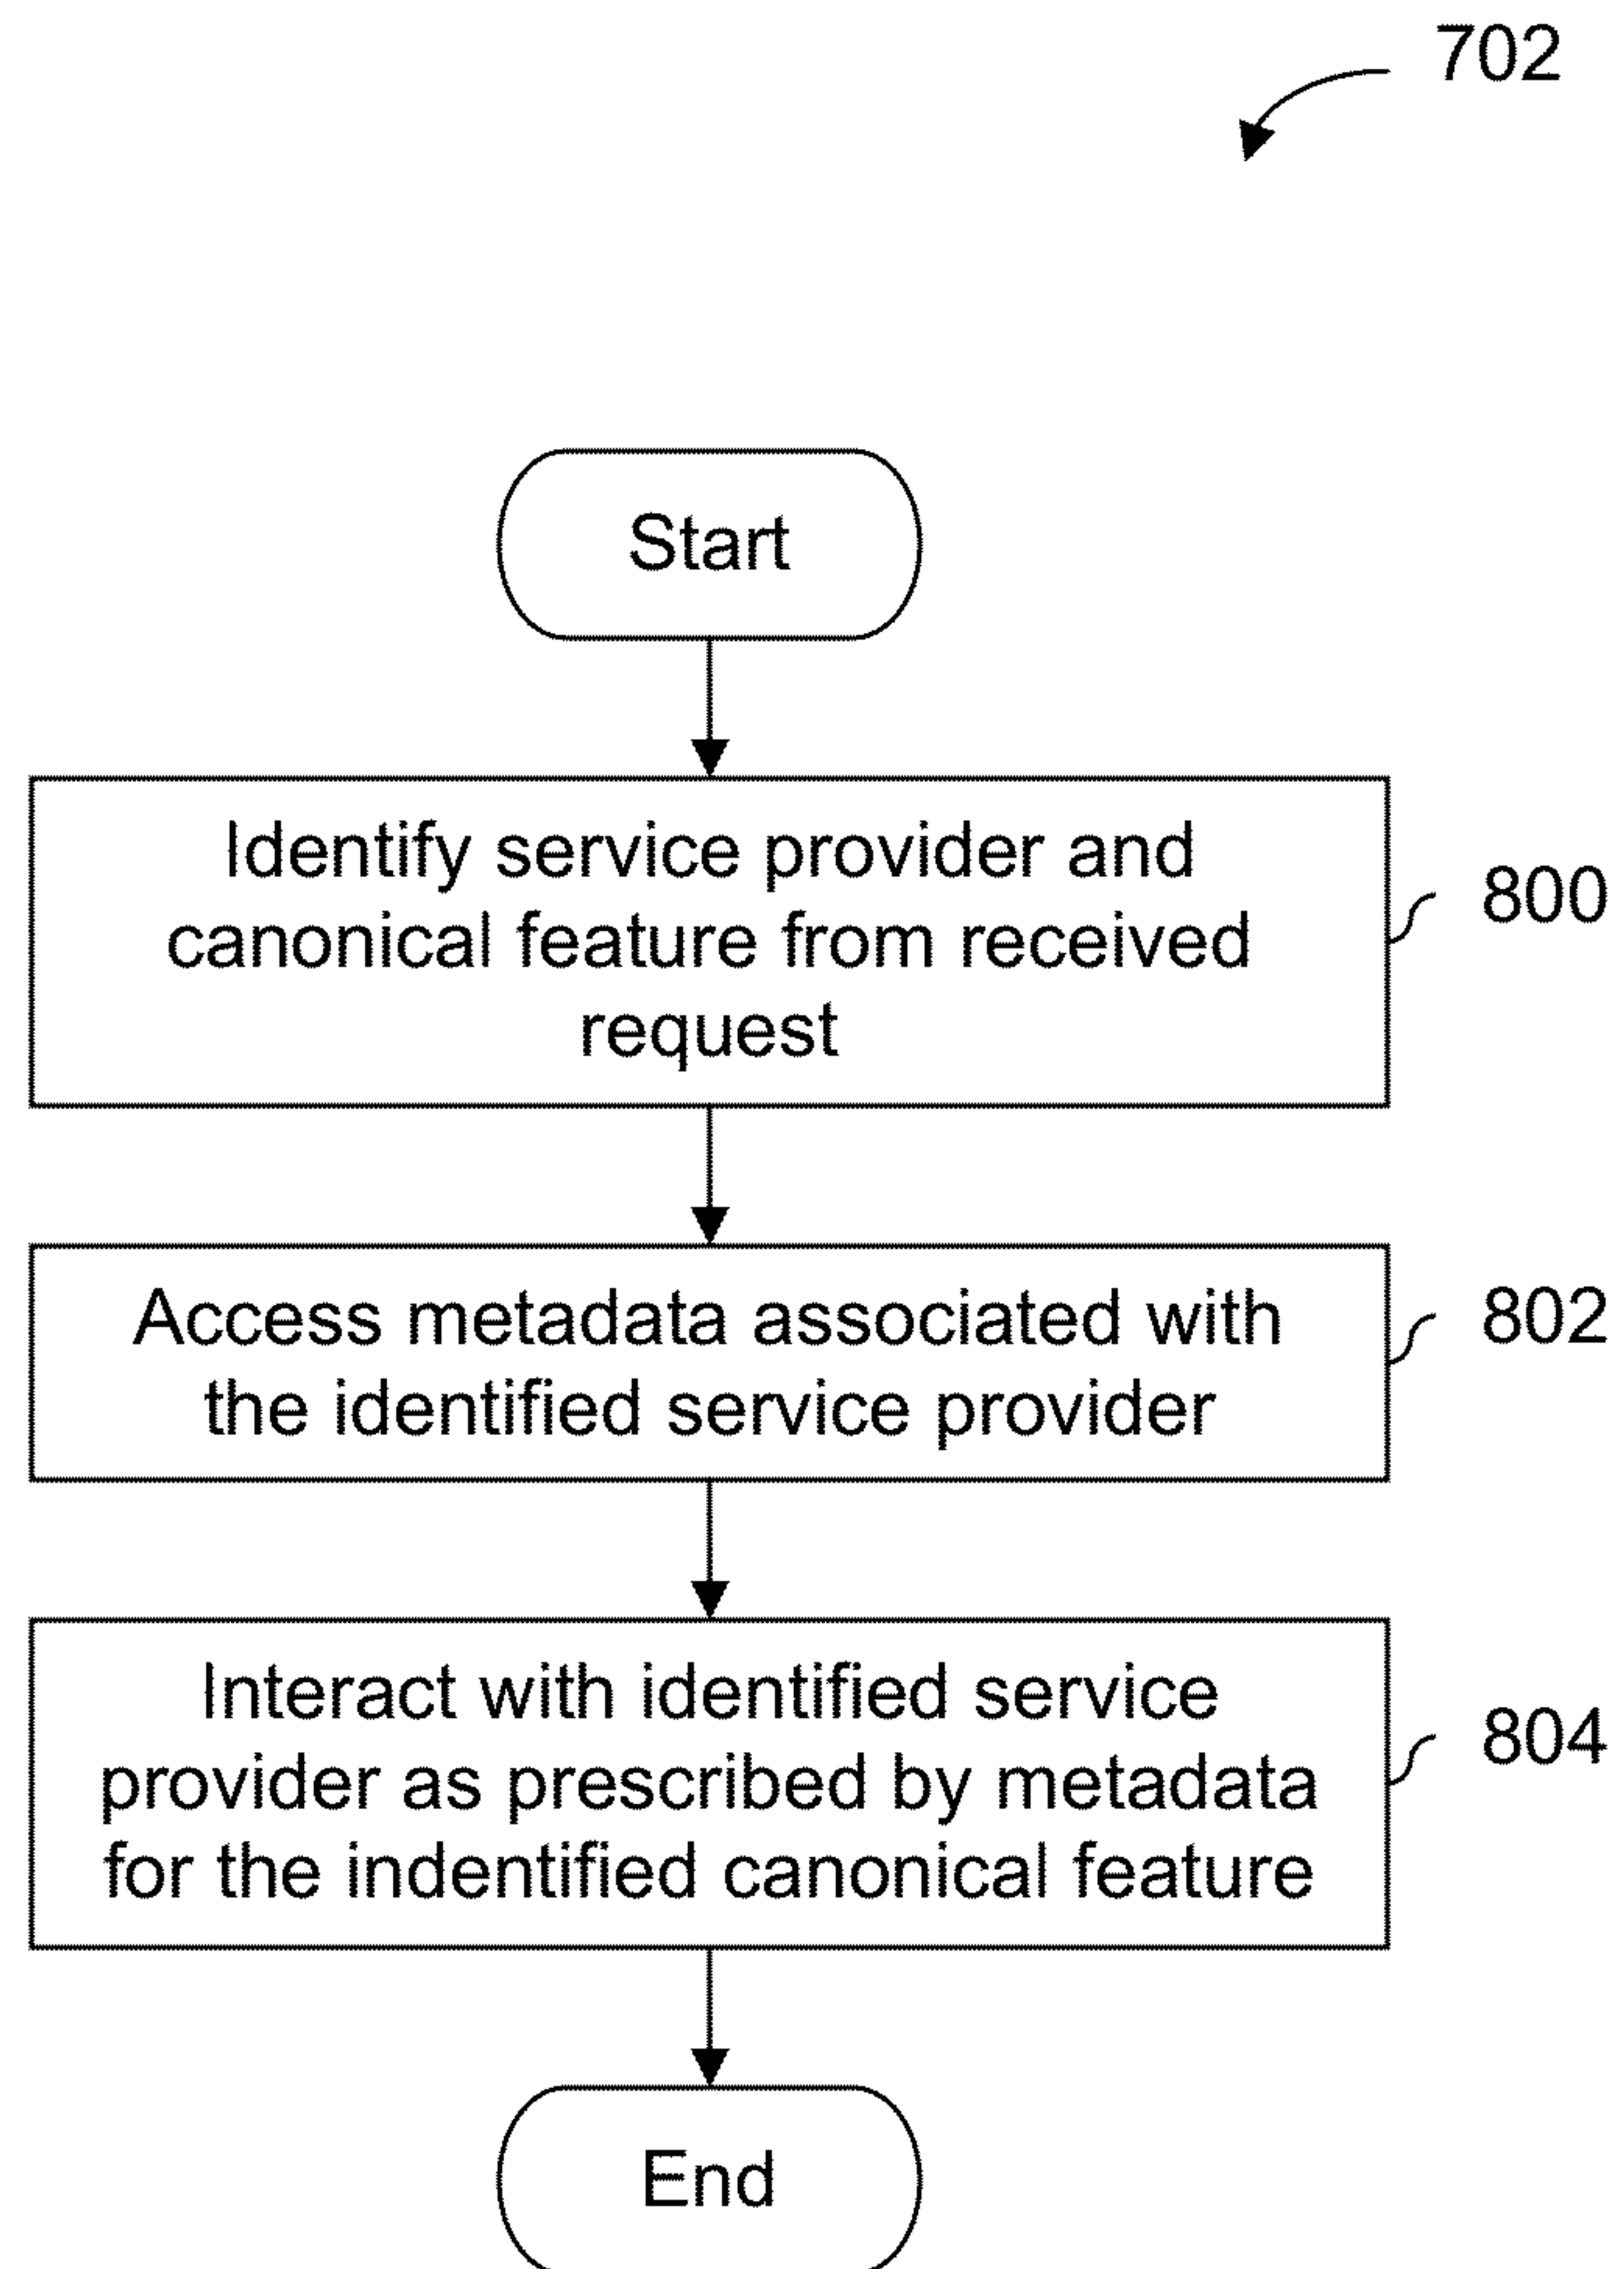 702
Start
Identify service provider and
canonical feature from received
request
800
Access metadata associated with
the identified service provider
802
Interact with identified service
provider as prescribed by metadata
for the indentified canonical feature
804
End